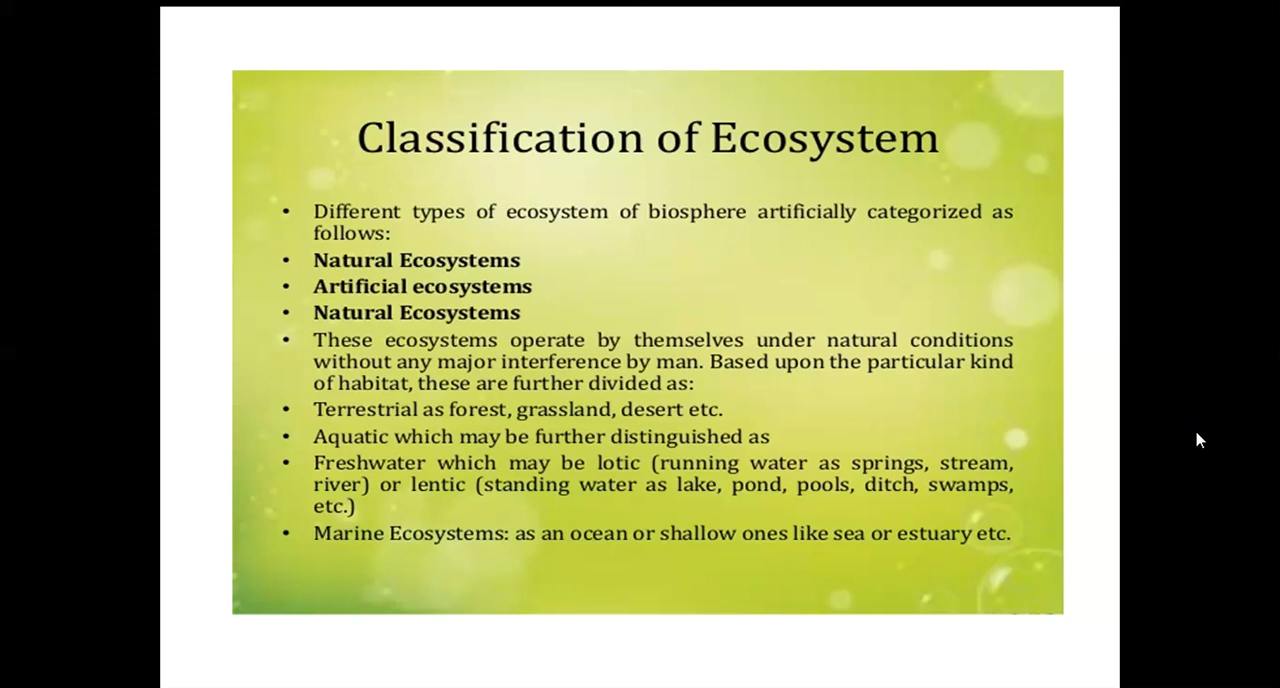 Classification of Ecosystem
• Different types of ecosystem of biosphere artificially categorized as
follows:
• Natural Ecosystems
• Artificial ecosystems
• Natural Ecosystems
• These ecosystems operate by themselves under natural conditions
without any major interference by man. Based upon the particular kind
of habitat, these are further divided as:
• Terrestrial as forest, grassland, desert etc.
• Aquatic which may be further distinguished as
• Freshwater which may be lotic (running water as springs, stream,
river) or lentic (standing water as lake, pond, pools, ditch, swamps,
etc.)
• Marine Ecosystems: as an ocean or shallow ones like sea or estuary etc.